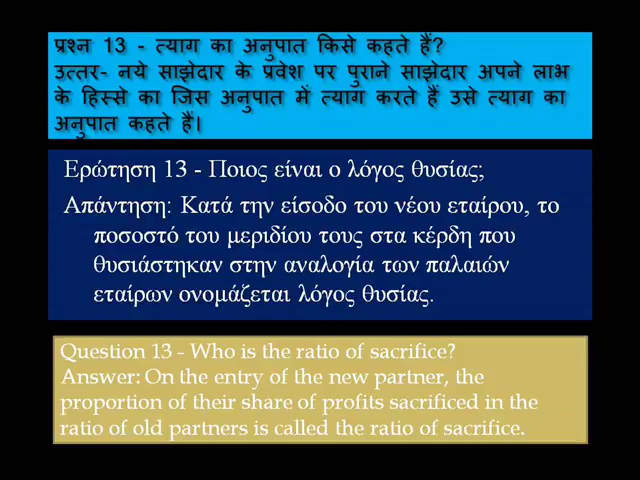 प्रश्न 13 - त्याग का अनुपात किसे कहते हैं?
उत्तर- नये साझेदार के प्रवेश पर पुराने साझेदार अपने लाभ
के हिस्से का जिस अनुपात में त्याग करते हैं उसे त्याग का
अनुपात कहते हैं।
Ερώτηση 13 - Ποιος είναι ο λόγος θυσίας;
Απάντηση: Κατά την είσοδο του νέου εταίρου, το
ποσοστό του μεριδίου τους στα κέρδη που
θυσιάστηκαν στην αναλογία των παλαιών
εταίρων ονομάζεται λόγος θυσίας.
Question 13 - Who is the ratio of sacrifice?
Answer: On the entry of the new partner, the
proportion of their share of profits sacrificed in the
ratio of old partners is called the ratio of sacrifice.